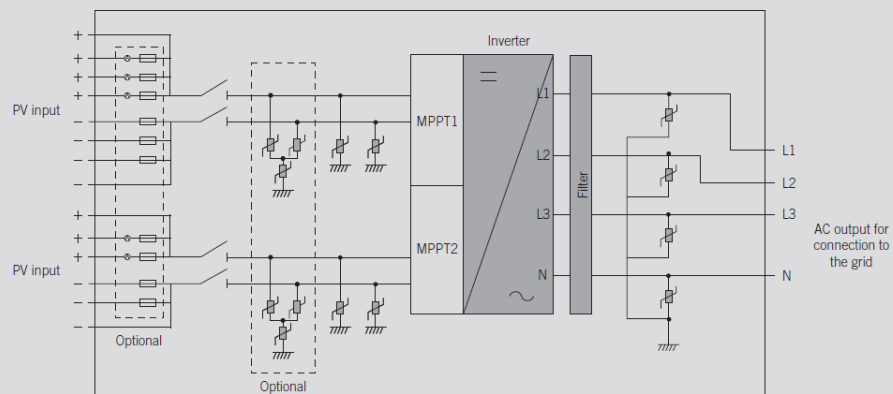 Inverter
+
+
+
+
PV input
−
−
−
−
MPPT1
L1
L2
L3
N
Filter
L1
L2
L3
N
AC output for
connection to
the grid
+
+
+
PV input
−
−
−
MPPT2
Optional
Optional